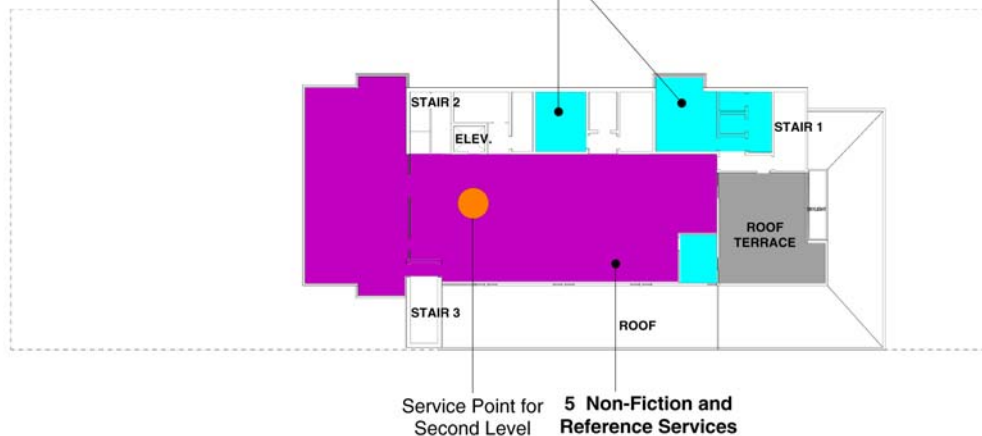 STAIR 2
ELEV.
STAIR 1
ROOF
TERRACE
STAIR 3
ROOF
Service Point for
Second Level
5 Non-Fiction and
Reference Services